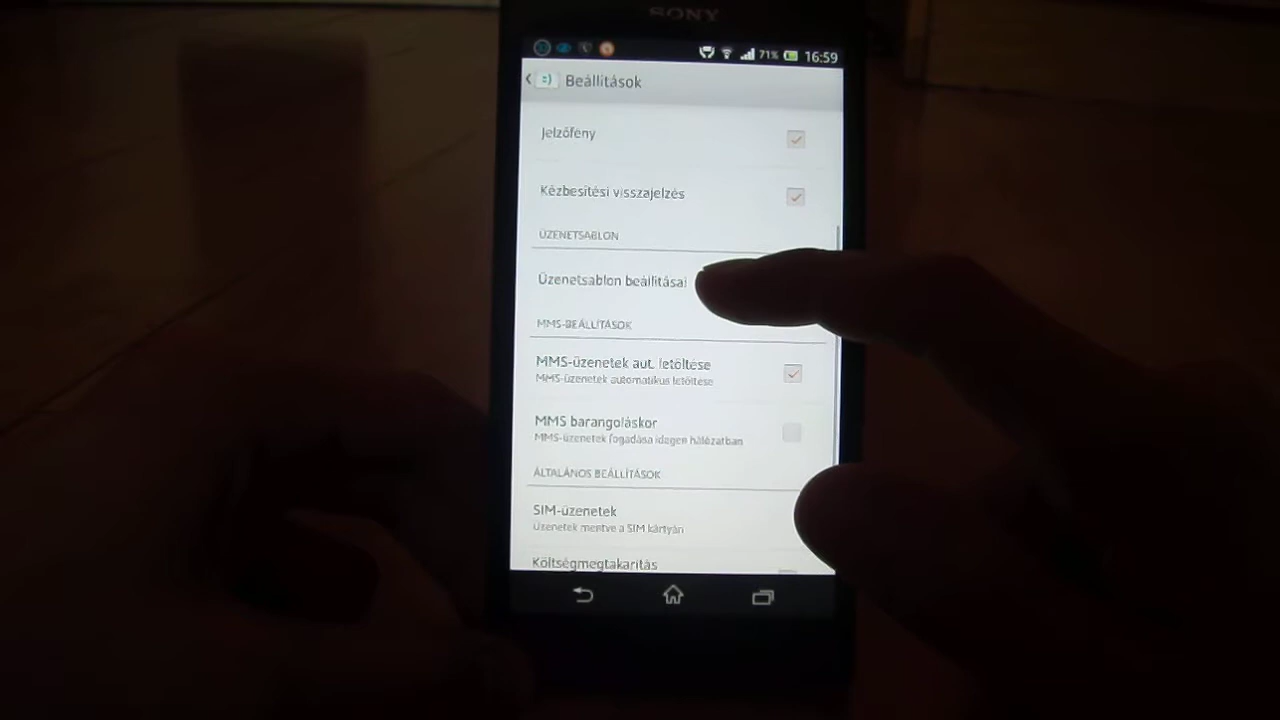 SONY
71% 16:59
Beállítások
Jelzőfény
Kézbesítési visszajelzés
ÜZENETSABLON
Üzenetsablon beállításai
MMS-BEÁLLÍTÁSOK
MMS-üzenetek aut. letöltése
MMS-üzenetek automatikus letöltése
MMS barangoláskor
MMS-üzenetek fogadása idegen hálózatban
ÁLTALÁNOS BEÁLLÍTÁSOK
SIM-üzenetek
Üzenetek mentve a SIM kártyán
Költségmegtakarítás